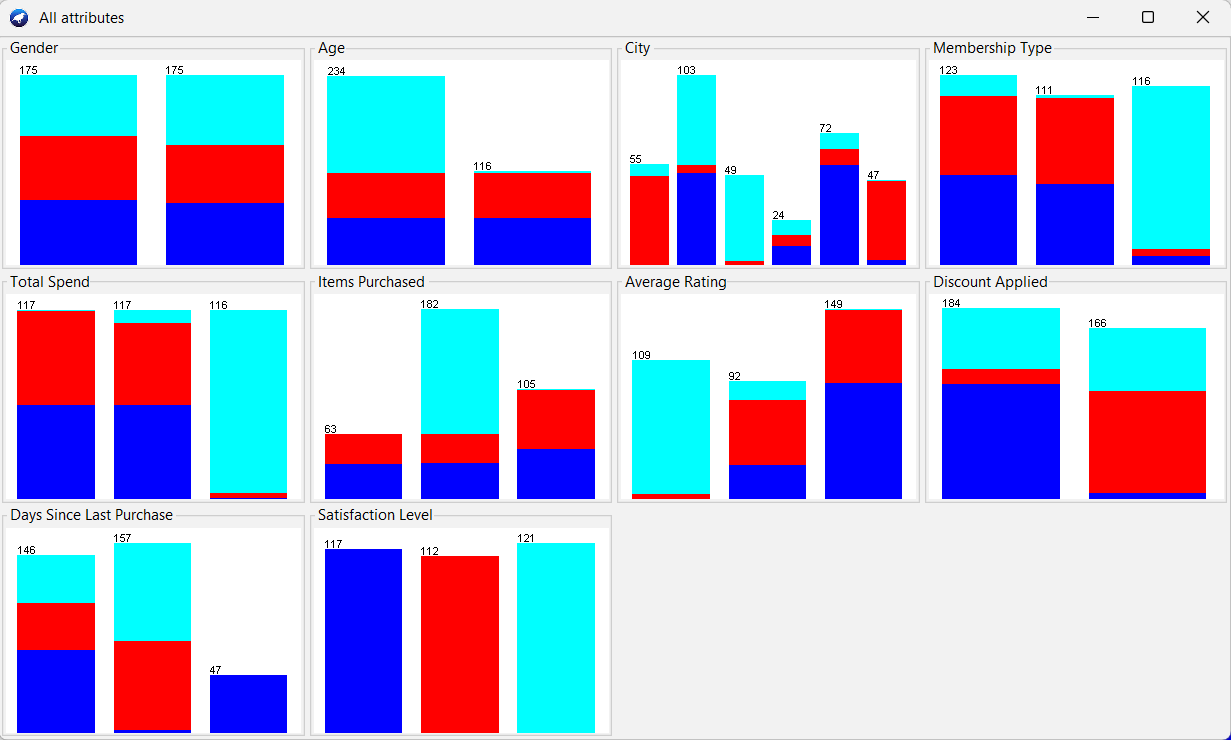 All attributes
Gender
175
175
Age
234
116
City
55
103
49
24
72
47
Membership Type
123
111
116
Total Spend
117
117
116
Items Purchased
63
182
105
Average Rating
109
92
149
Discount Applied
184
166
Days Since Last Purchase
146
157
47
Satisfaction Level
117
112
121